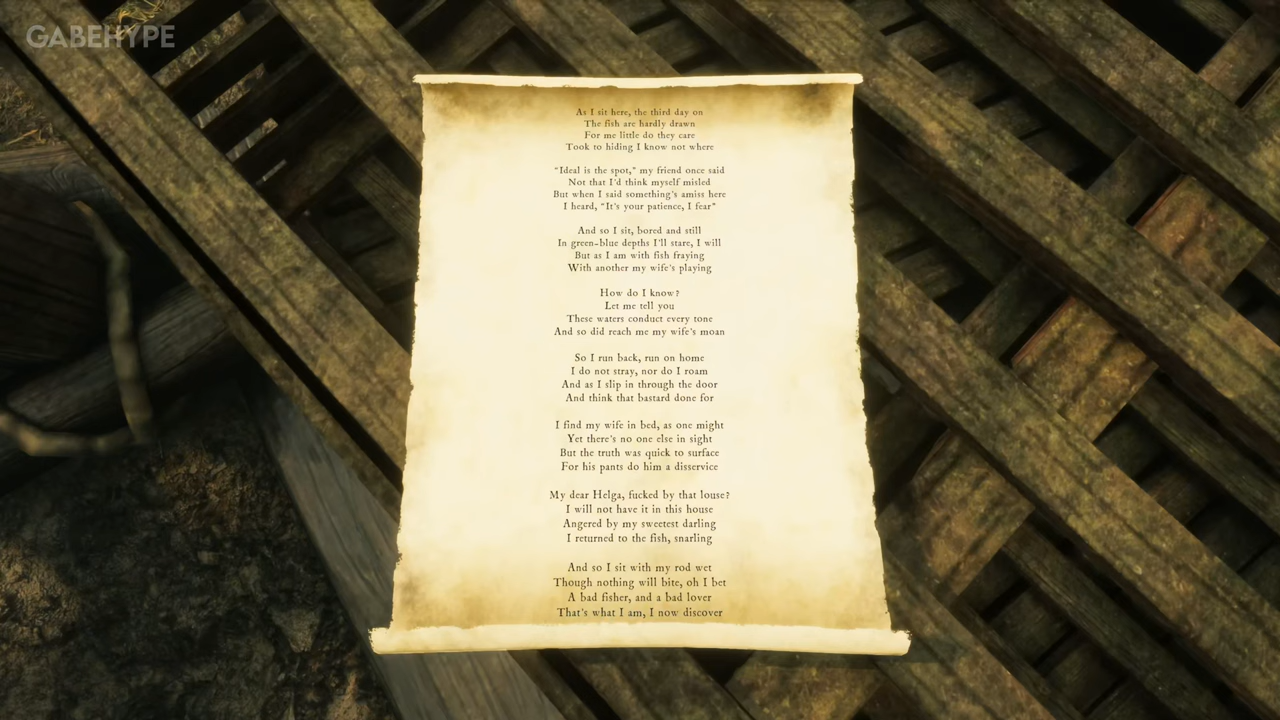 GABEHYPE
As I sit here, the third day on
The fish are hardly drawn
For me little do they care
Took to hiding I know not where
"Ideal is the spot," my friend once said
Not that I'd think myself misled
But when I said something's amiss here
I heard, "It's your patience, I fear"
And so I sit, bored and still
In green-blue depths I'll stare, I will
But as I am with fish fraying
With another my wife's playing
How do I know?
Let me tell you
These waters conduct every tone
And so did reach me my wife's moan
So I run back, run on home
I do not stray, nor do I roam
And as I slip in through the door
And think that bastard done for
I find my wife in bed, as one might
Yet there's no one else in sight
But the truth was quick to surface
For his pants do him a disservice
My dear Helga, fucked by that louse?
I will not have it in this house
Angered by my sweetest darling
I returned to the fish, snarling
And so I sit with my rod wet
Though nothing will bite, oh I bet
A bad fisher, and a bad lover
That's what I am, I now discover